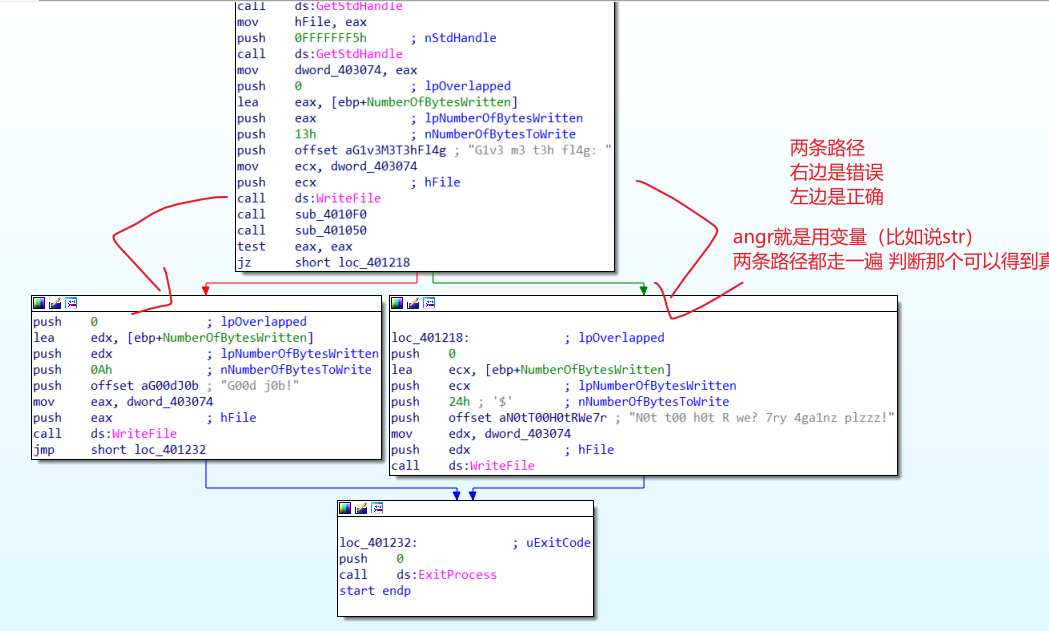 call ds:GetStdHandle
mov hFile, eax
push 0FFFFFFF5h ; nStdHandle
call ds:GetStdHandle
mov dword_403074, eax
push 0 ; lpOverlapped
lea eax, [ebp+NumberOfBytesWritten]
push eax ; lpNumberOfBytesWritten
push 13h ; nNumberOfBytesToWrite
push offset aG1v3M3T3hFl4g ; "G1v3 m3 t3h fl4g: "
mov ecx, dword_403074
push ecx ; hFile
call ds:WriteFile
call sub_4010F0
call sub_401050
test eax, eax
jz short loc_401218
两条路径
右边是错误
左边是正确
angr就是用变量（比如说str）
两条路径都走一遍 判断那个可以得到真
push 0 ; lpOverlapped
lea edx, [ebp+NumberOfBytesWritten]
push edx ; lpNumberOfBytesWritten
push 0Ah ; nNumberOfBytesToWrite
push offset aG00dJ0b ; "G00d j0b!"
mov eax, dword_403074
push eax ; hFile
call ds:WriteFile
jmp short loc_401232
loc_401218: ; lpOverlapped
push 0
lea ecx, [ebp+NumberOfBytesWritten]
push ecx ; lpNumberOfBytesWritten
push 24h ; '$' ; nNumberOfBytesToWrite
push offset aN0tT00H0tRWe7r ; "N0t t00 h0t R we? 7ry 4ga1nz plzzz!"
mov edx, dword_403074
push edx ; hFile
call ds:WriteFile
loc_401232: ; uExitCode
push 0
call ds:ExitProcess
start endp